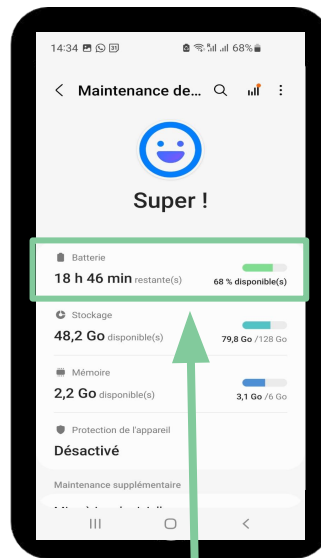 14:34 31 68%
Maintenance de...
Super !
Batterie
18 h 46 min restante(s) 68 % disponible(s)
Stockage
48,2 Go disponible(s) 79,8 Go /128 Go
Mémoire
2,2 Go disponible(s) 3,1 Go /6 Go
Protection de l'appareil
Désactivé
Maintenance supplémentaire